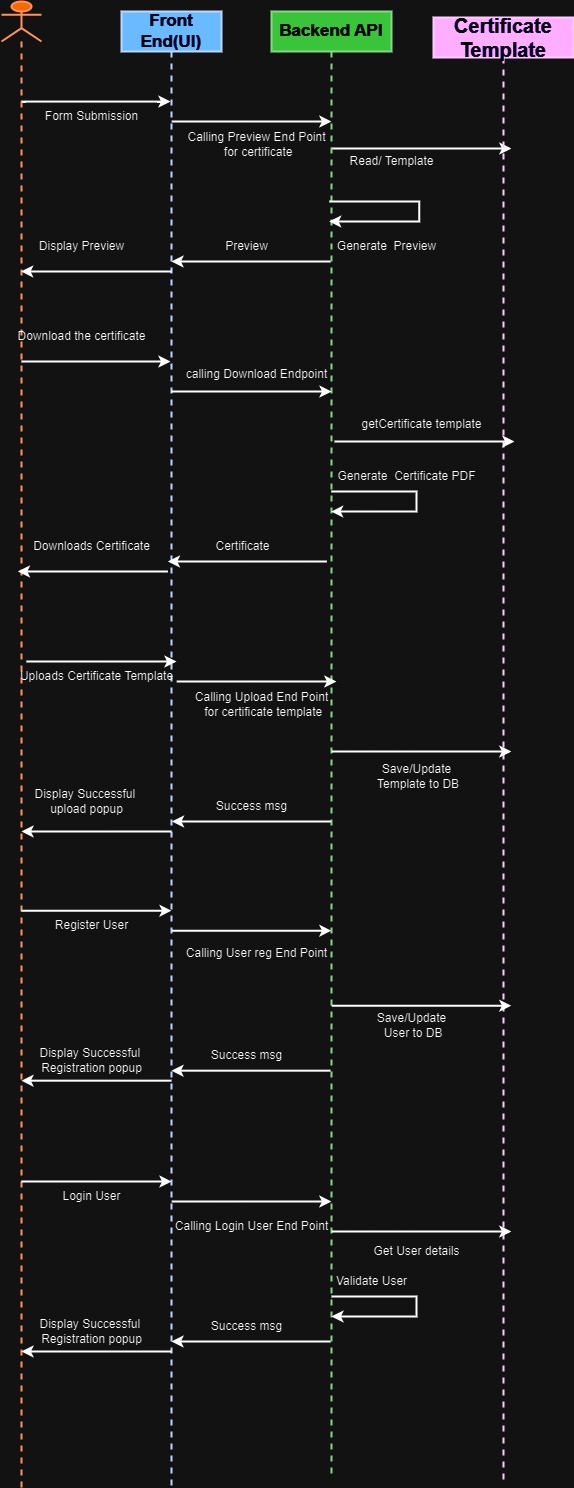 Front
End(UI)
Backend API
Certificate
Template
Form Submission
Calling Preview End Point
for certificate
Read/ Template
Display Preview
Preview
Generate  Preview
Download the certificate
calling Download Endpoint
getCertificate template
Generate  Certificate PDF
Downloads Certificate
Certificate
Uploads Certificate Template
Calling Upload End Point
for certificate template
Save/Update
Template to DB
Display Successful
upload popup
Success msg
Register User
Calling User reg End Point
Save/Update
User to DB
Display Successful
Registration popup
Success msg
Login User
Calling Login User End Point
Get User details
Validate User
Display Successful
Registration popup
Success msg